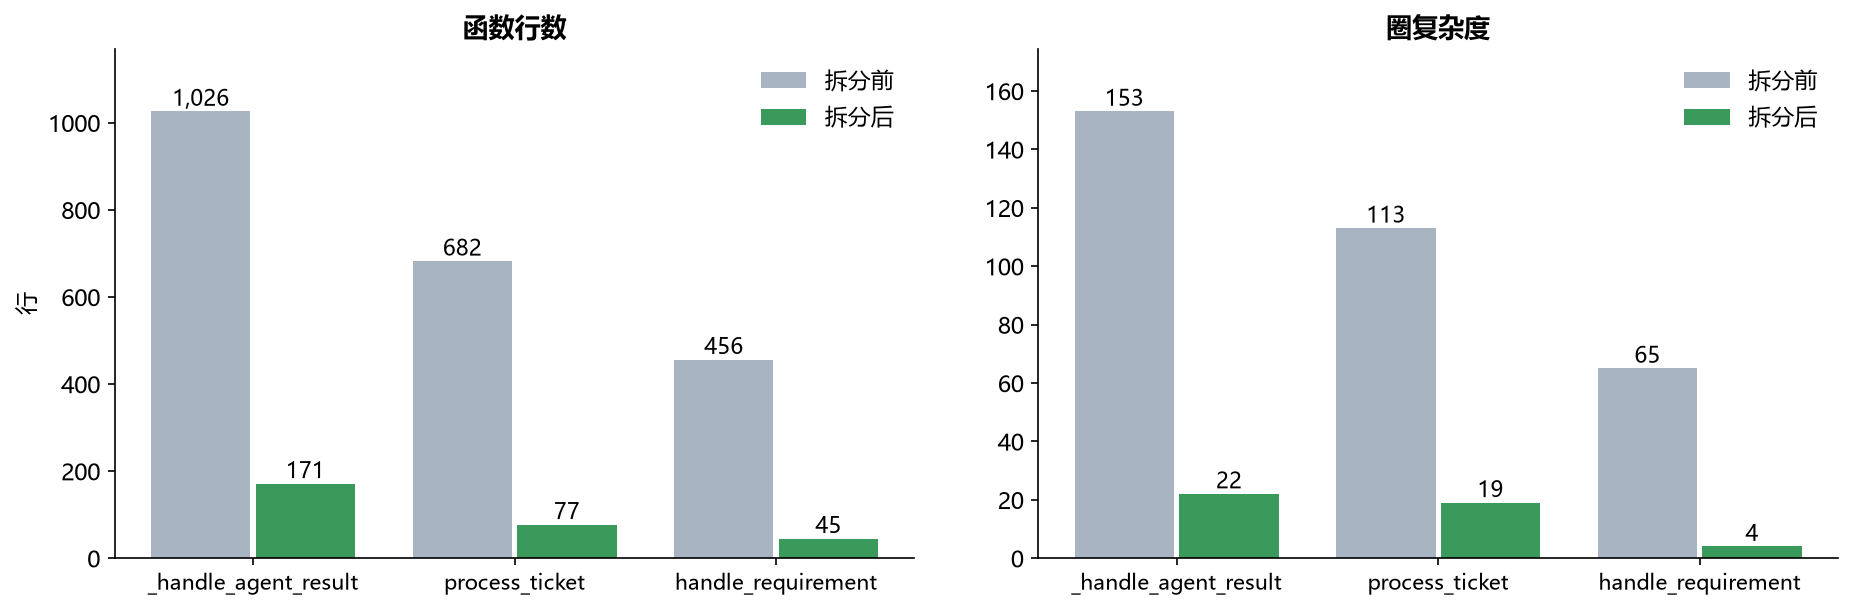 函数行数
拆分前
拆分后
行
1000
800
600
400
200
0
1,026
171
682
77
456
45
_handle_agent_result
process_ticket
handle_requirement
圈复杂度
拆分前
拆分后
160
140
120
100
80
60
40
20
0
153
22
113
19
65
4
_handle_agent_result
process_ticket
handle_requirement